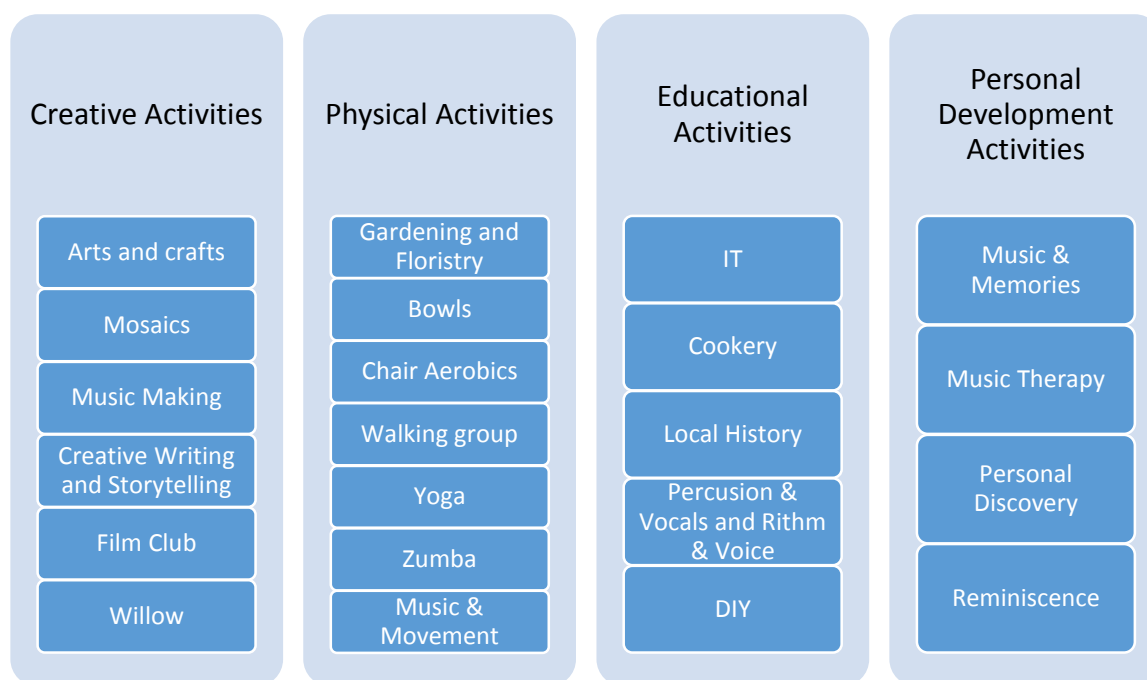 Creative Activities
Arts and crafts
Mosaics
Music Making
Creative Writing
and Storytelling
Film Club
Willow
Physical Activities
Gardening and
Floristry
Bowls
Chair Aerobics
Walking group
Yoga
Zumba
Music &
Movement
Educational
Activities
IT
Cookery
Local History
Percusion &
Vocals and Rithm
& Voice
DIY
Personal
Development
Activities
Music &
Memories
Music Therapy
Personal
Discovery
Reminiscence